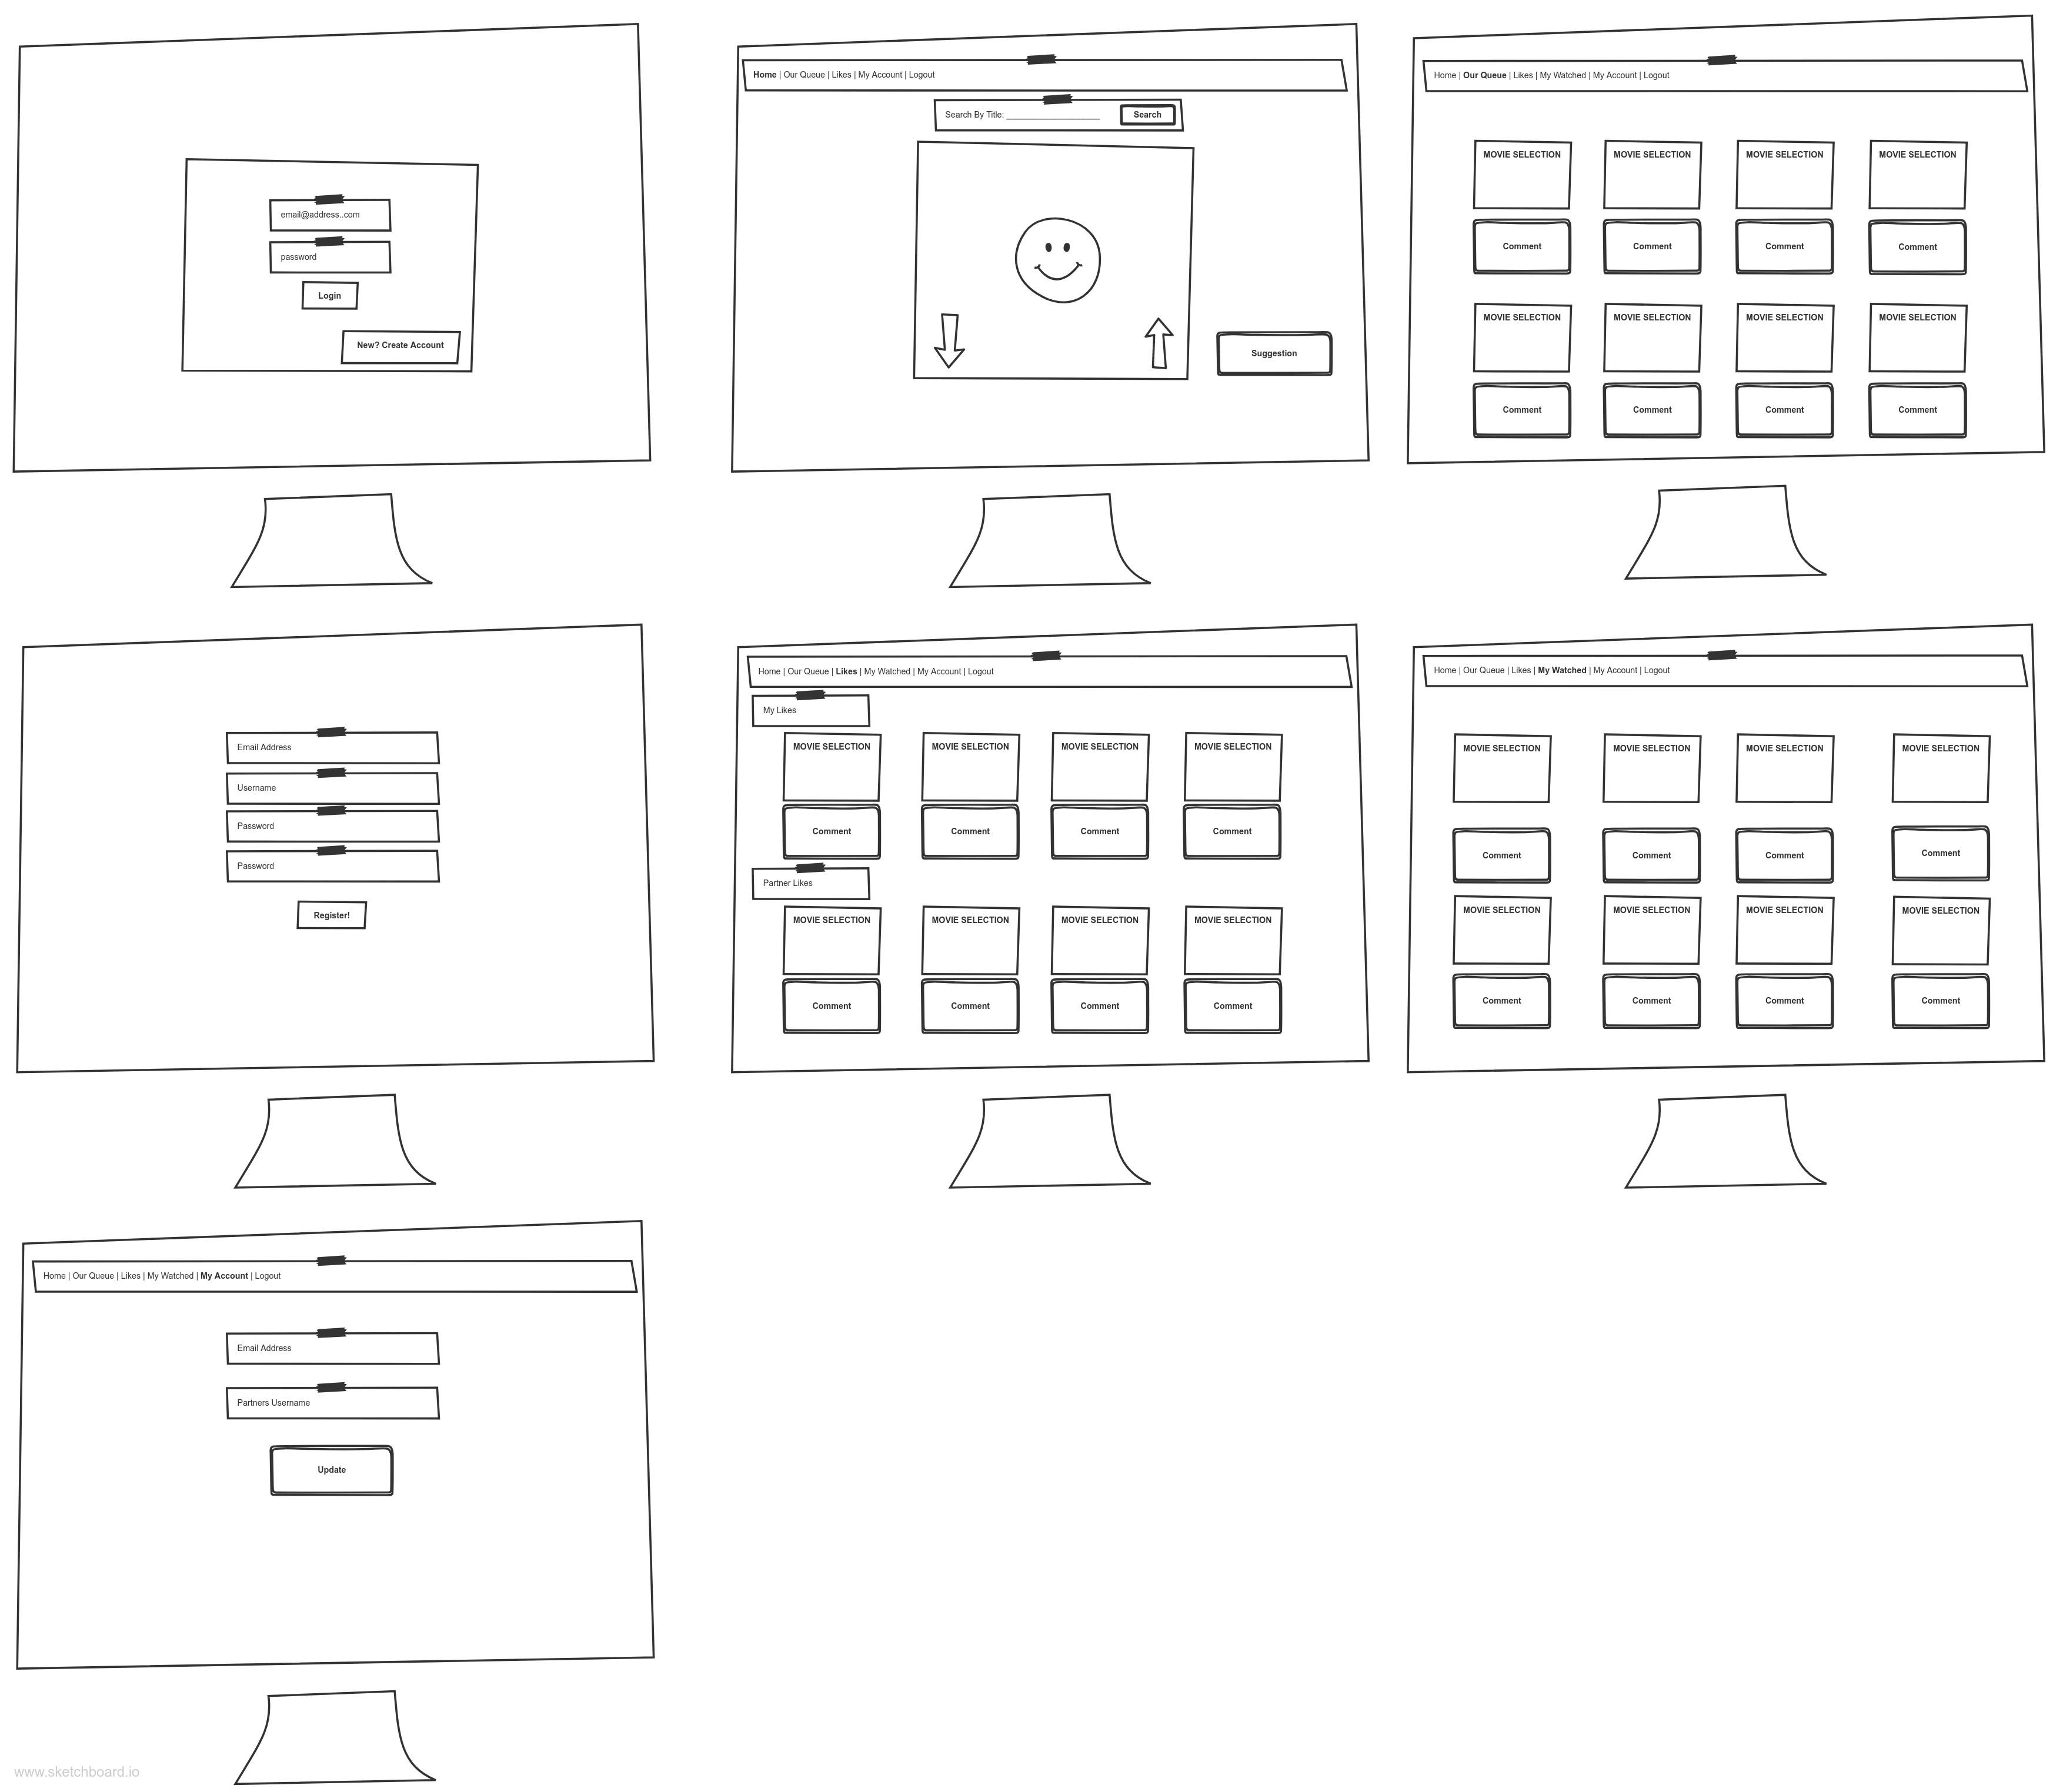 email@address..com
password
Login
New? Create Account
Home | Our Queue | Likes | My Account | Logout
Search By Title: ____________________
Search
Suggestion
Home | Our Queue | Likes | My Watched | My Account | Logout
MOVIE SELECTION MOVIE SELECTION MOVIE SELECTION MOVIE SELECTION
Comment Comment Comment Comment
MOVIE SELECTION MOVIE SELECTION MOVIE SELECTION MOVIE SELECTION
Comment Comment Comment Comment
Email Address
Username
Password
Password
Register!
Home | Our Queue | Likes | My Watched | My Account | Logout
My Likes
MOVIE SELECTION MOVIE SELECTION MOVIE SELECTION MOVIE SELECTION
Comment Comment Comment Comment
Partner Likes
MOVIE SELECTION MOVIE SELECTION MOVIE SELECTION MOVIE SELECTION
Comment Comment Comment Comment
Home | Our Queue | Likes | My Watched | My Account | Logout
MOVIE SELECTION MOVIE SELECTION MOVIE SELECTION MOVIE SELECTION
Comment Comment Comment Comment
MOVIE SELECTION MOVIE SELECTION MOVIE SELECTION MOVIE SELECTION
Comment Comment Comment Comment
Home | Our Queue | Likes | My Watched | My Account | Logout
Email Address
Partners Username
Update
www.sketchboard.io